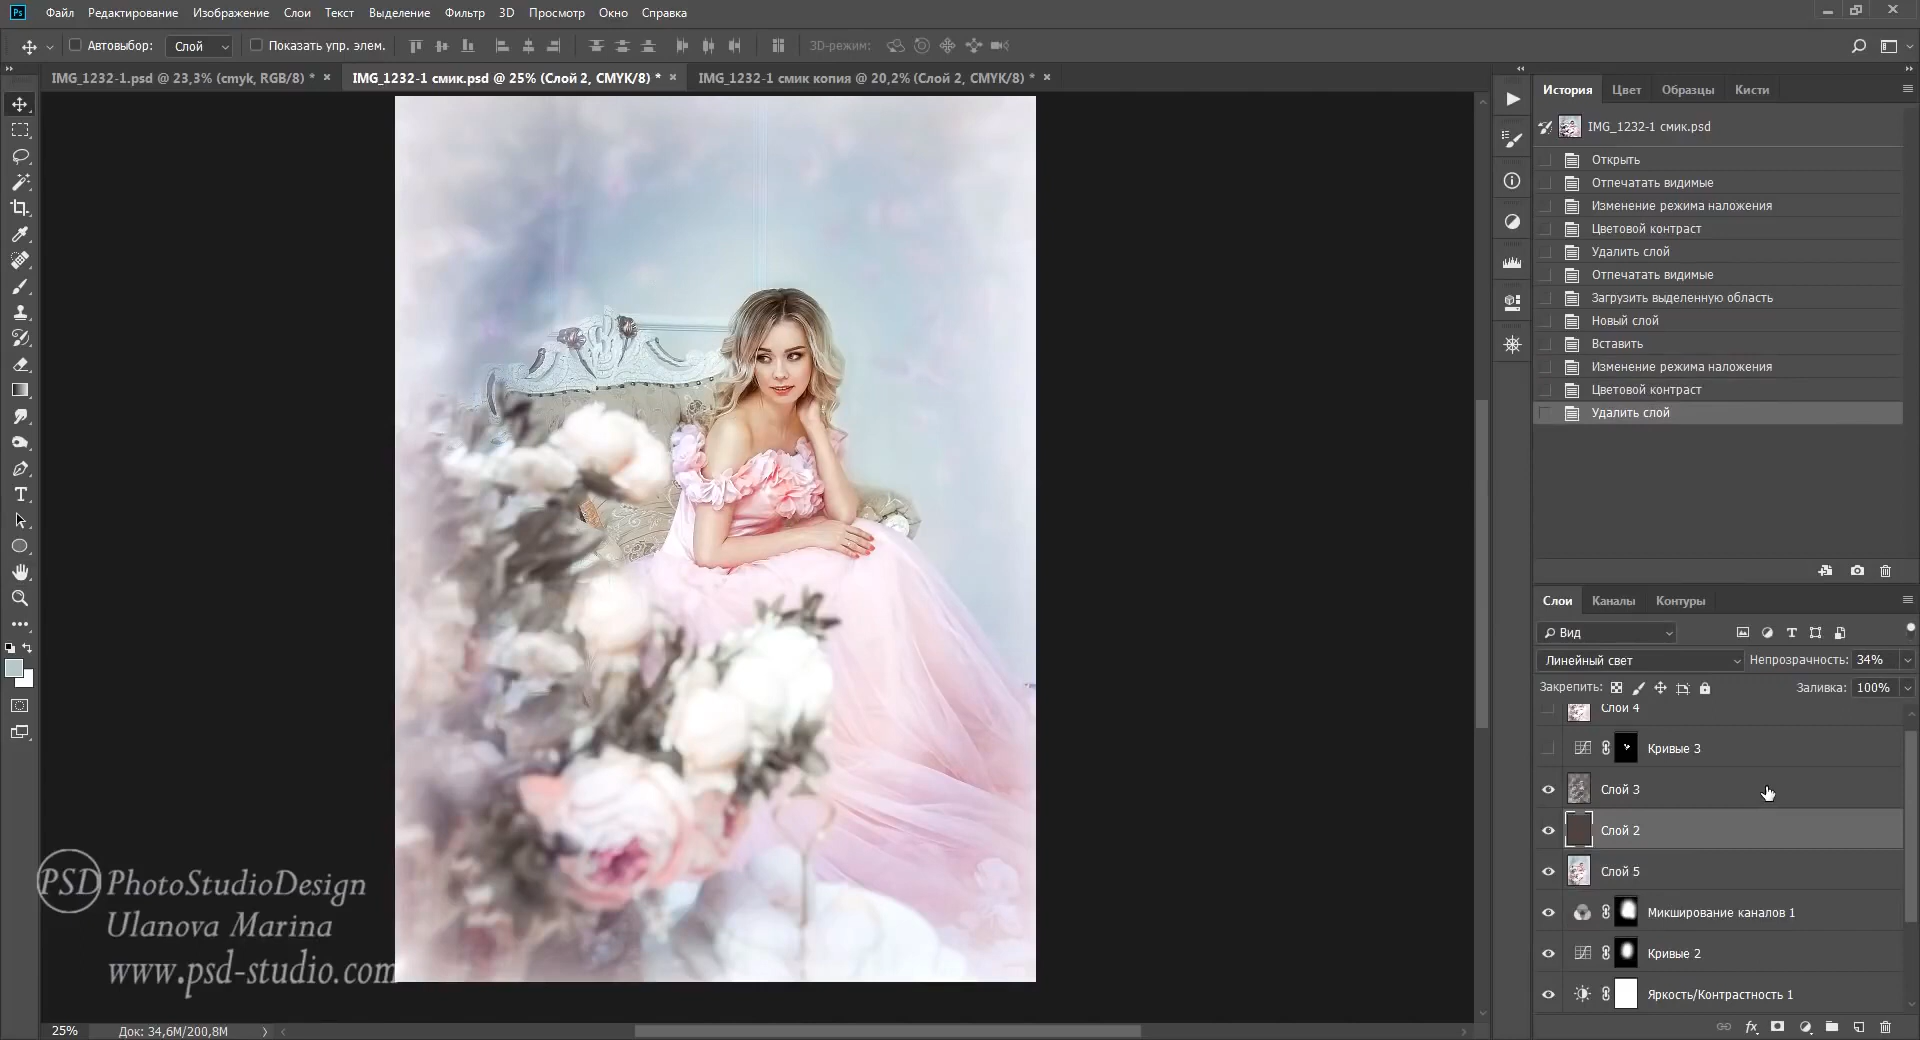 Ps Файл Редактирование Изображение Слои Текст Выделение Фильтр 3D Просмотр Окно Справка
Автовыбор: Слой Показать упр. элем. 3D-режим:
IMG_1232-1.psd @ 23,3% (cmyk, RGB/8) * × IMG_1232-1 смик.psd @ 25% (Слой 2, CMYK/8) * × IMG_1232-1 смик копия @ 20,2% (Слой 2, CMYK/8) * ×
История Цвет Образцы Кисти
IMG_1232-1 смик.psd
Открыть
Отпечатать видимые
Изменение режима наложения
Цветовой контраст
Удалить слой
Отпечатать видимые
Загрузить выделенную область
Новый слой
Вставить
Изменение режима наложения
Цветовой контраст
Удалить слой
Слои Каналы Контуры
Вид
Линейный свет Непрозрачность: 34%
Закрепить: Заливка: 100%
Слой 4
Кривые 3
Слой 3
Слой 2
Слой 5
Микширование каналов 1
Кривые 2
Яркость/Контрастность 1
PSD PhotoStudioDesign
Ulanova Marina
www.psd-studio.com
25% Док: 34,6M/200,8M